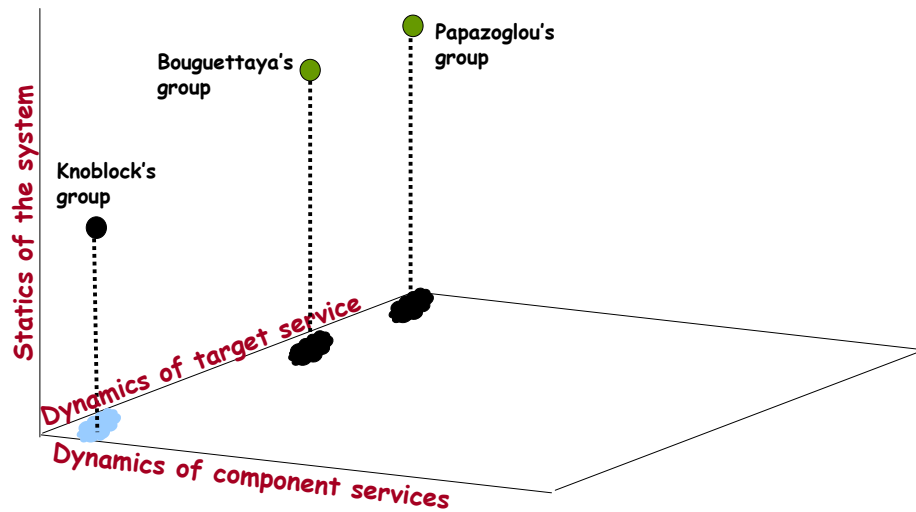 Papazoglou's
group
Bouguettaya's
group
Knoblock's
group
Statics of the system
Dynamics of target service
Dynamics of component services